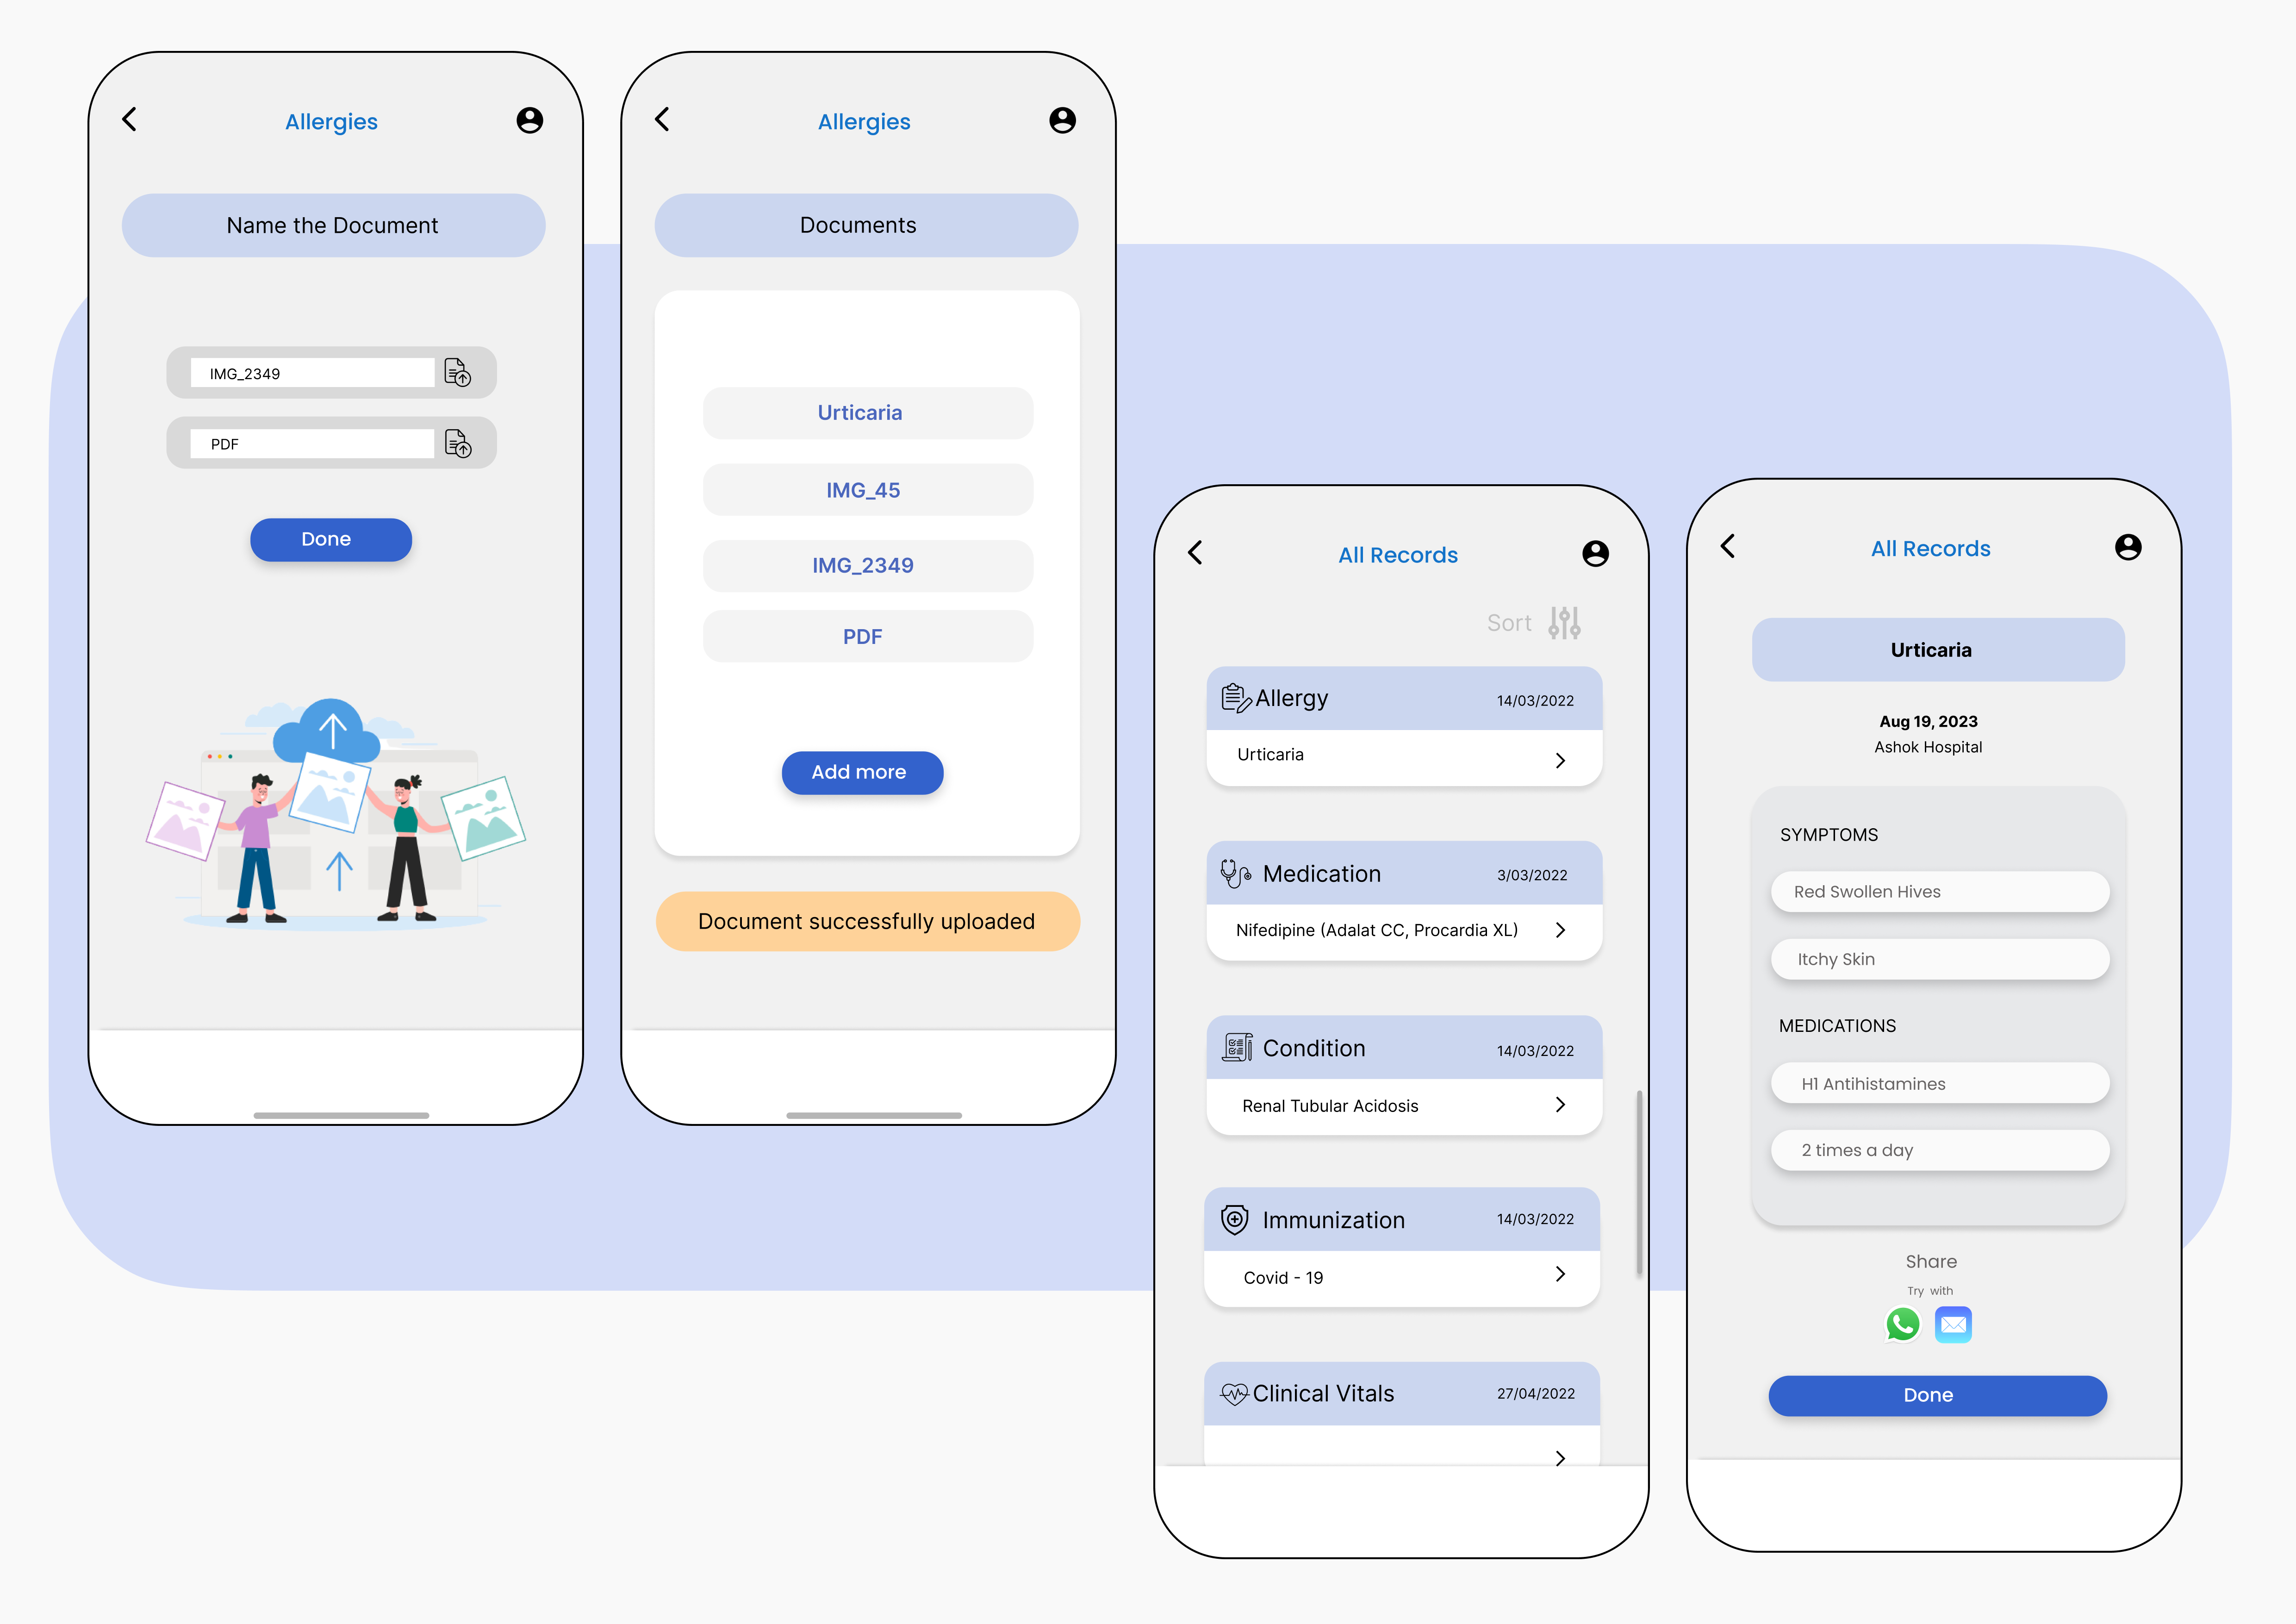 Allergies
Name the Document
IMG_2349
PDF
Done
Allergies
Documents
Urticaria
IMG_45
IMG_2349
PDF
Add more
Document successfully uploaded
All Records
Sort
Allergy 14/03/2022
Urticaria
Medication 3/03/2022
Nifedipine (Adalat CC, Procardia XL)
Condition 14/03/2022
Renal Tubular Acidosis
Immunization 14/03/2022
Covid - 19
Clinical Vitals 27/04/2022
All Records
Urticaria
Aug 19, 2023
Ashok Hospital
SYMPTOMS
Red Swollen Hives
Itchy Skin
MEDICATIONS
H1 Antihistamines
2 times a day
Share
Try with
Done